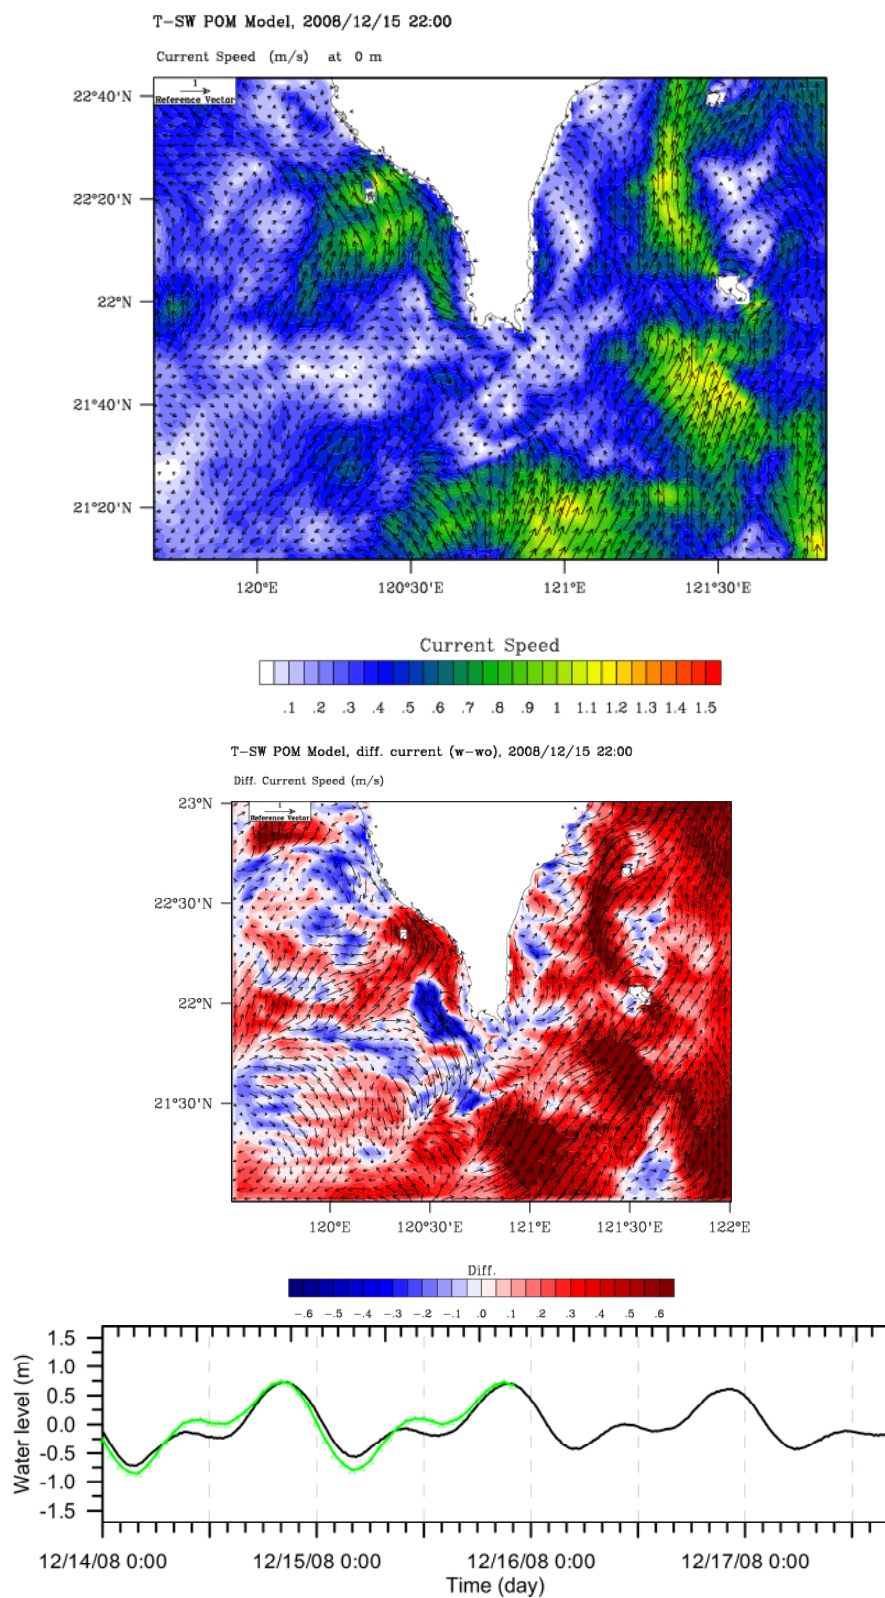 T-SW POM Model, 2008/12/15 22:00
Current Speed (m/s) at 0 m
1
Reference Vector
22°40'N
22°20'N
22°N
21°40'N
21°20'N
120°E 120°30'E 121°E 121°30'E
Current Speed
.1 .2 .3 .4 .5 .6 .7 .8 .9 1 1.1 1.2 1.3 1.4 1.5
T-SW POM Model, diff. current (w-wo), 2008/12/15 22:00
Diff. Current Speed (m/s)
1
Reference Vector
23°N
22°30'N
22°N
21°30'N
120°E 120°30'E 121°E 121°30'E 122°E
Diff.
-.6 -.5 -.4 -.3 -.2 -.1 .0 .1 .2 .3 .4 .5 .6
1.5
1.0
0.5
0.0
-0.5
-1.0
-1.5
Water level (m)
12/14/08 0:00 12/15/08 0:00 12/16/08 0:00 12/17/08 0:00
Time (day)